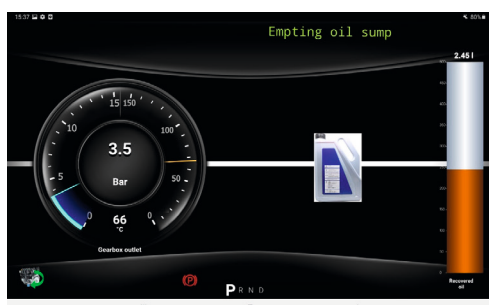 15:37
80%
Empting oil sump
2.45 l
15 150
10
100
3.5
Bar
5
50
0
66
0
°C
Gearbox outlet
P R N D
Recovered
oil